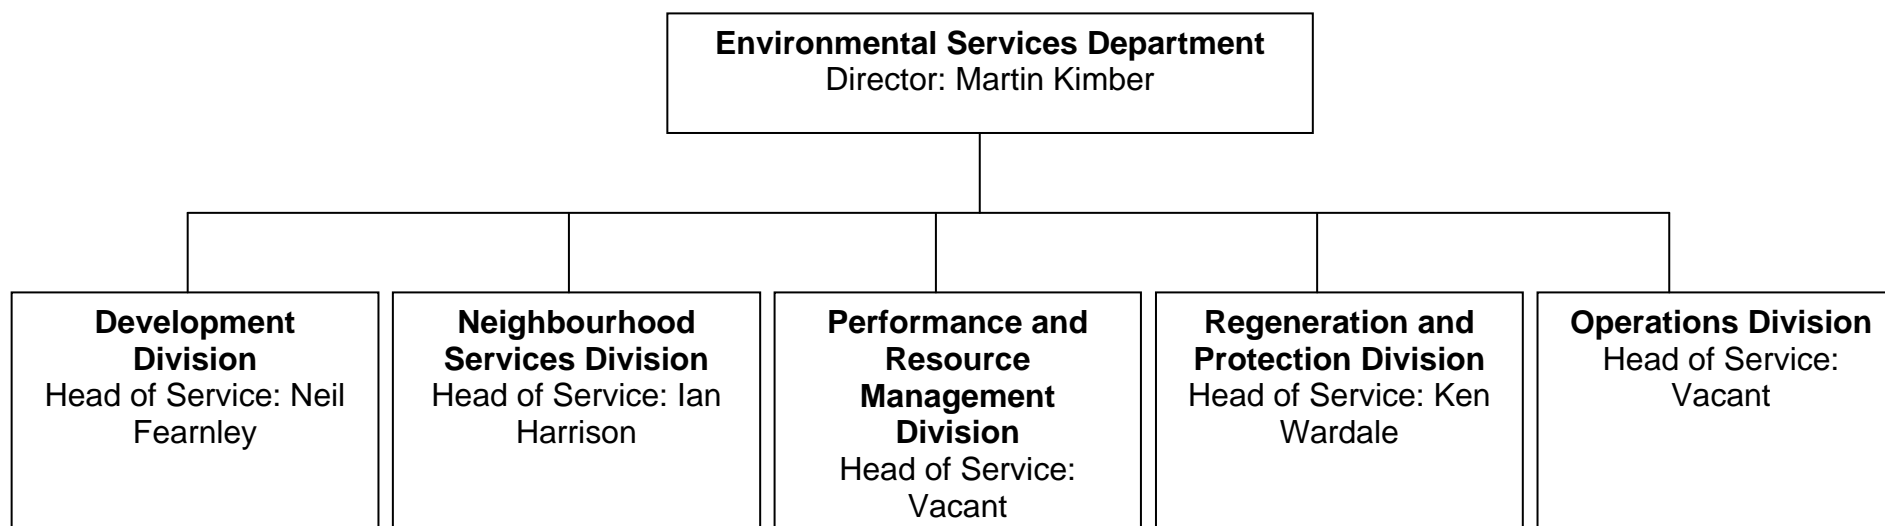 Environmental Services Department
Director: Martin Kimber
Development
Division
Head of Service: Neil
Fearnley
Neighbourhood
Services Division
Head of Service: Ian
Harrison
Performance and
Resource
Management
Division
Head of Service:
Vacant
Regeneration and
Protection Division
Head of Service: Ken
Wardale
Operations Division
Head of Service:
Vacant